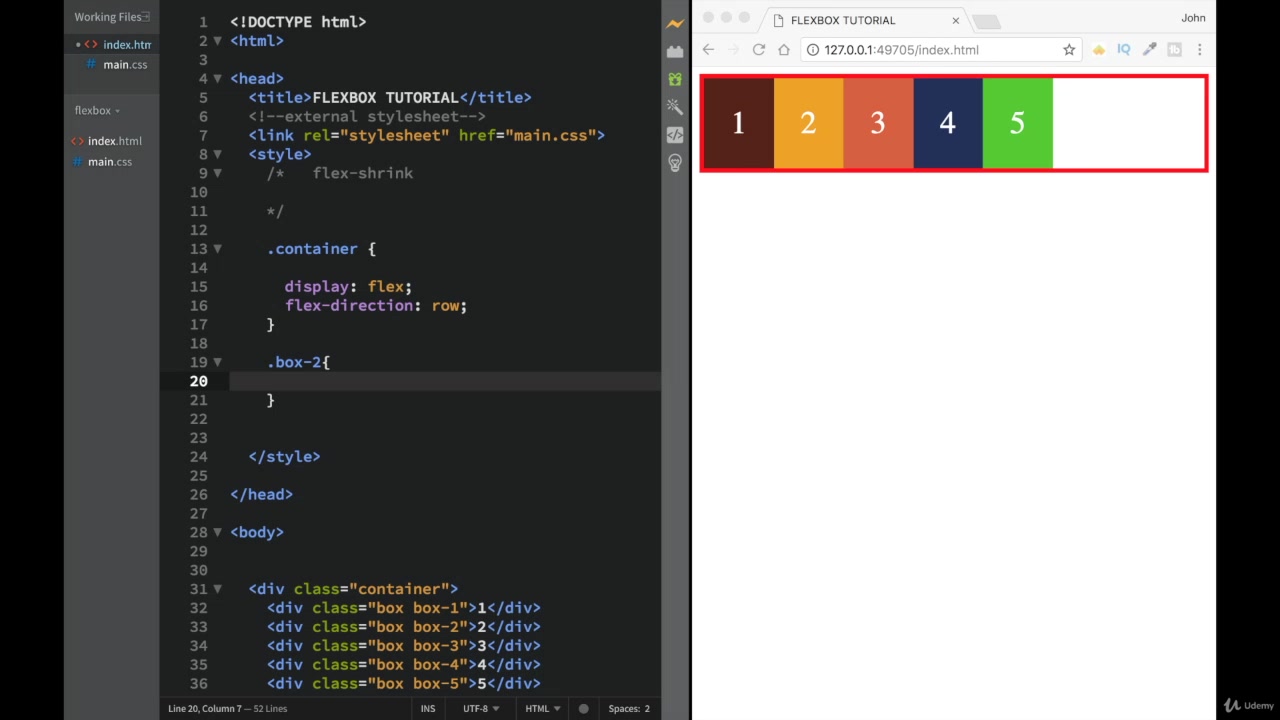 Working Files
index.htm
main.css
flexbox
index.html
main.css
1 <!DOCTYPE html>
2 <html>
3
4 <head>
5 <title>FLEXBOX TUTORIAL</title>
6 <!--external stylesheet-->
7 <link rel="stylesheet" href="main.css">
8 <style>
9 /* flex-shrink
10
11 */
12
13 .container {
14
15 display: flex;
16 flex-direction: row;
17 }
18
19 .box-2{
20
21 }
22
23
24 </style>
25
26 </head>
27
28 <body>
29
30
31 <div class="container">
32 <div class="box box-1">1</div>
33 <div class="box box-2">2</div>
34 <div class="box box-3">3</div>
35 <div class="box box-4">4</div>
36 <div class="box box-5">5</div>
Line 20, Column 7 — 52 Lines INS UTF-8 HTML Spaces: 2
FLEXBOX TUTORIAL John
127.0.0.1:49705/index.html IQ
1 2 3 4 5
Udemy